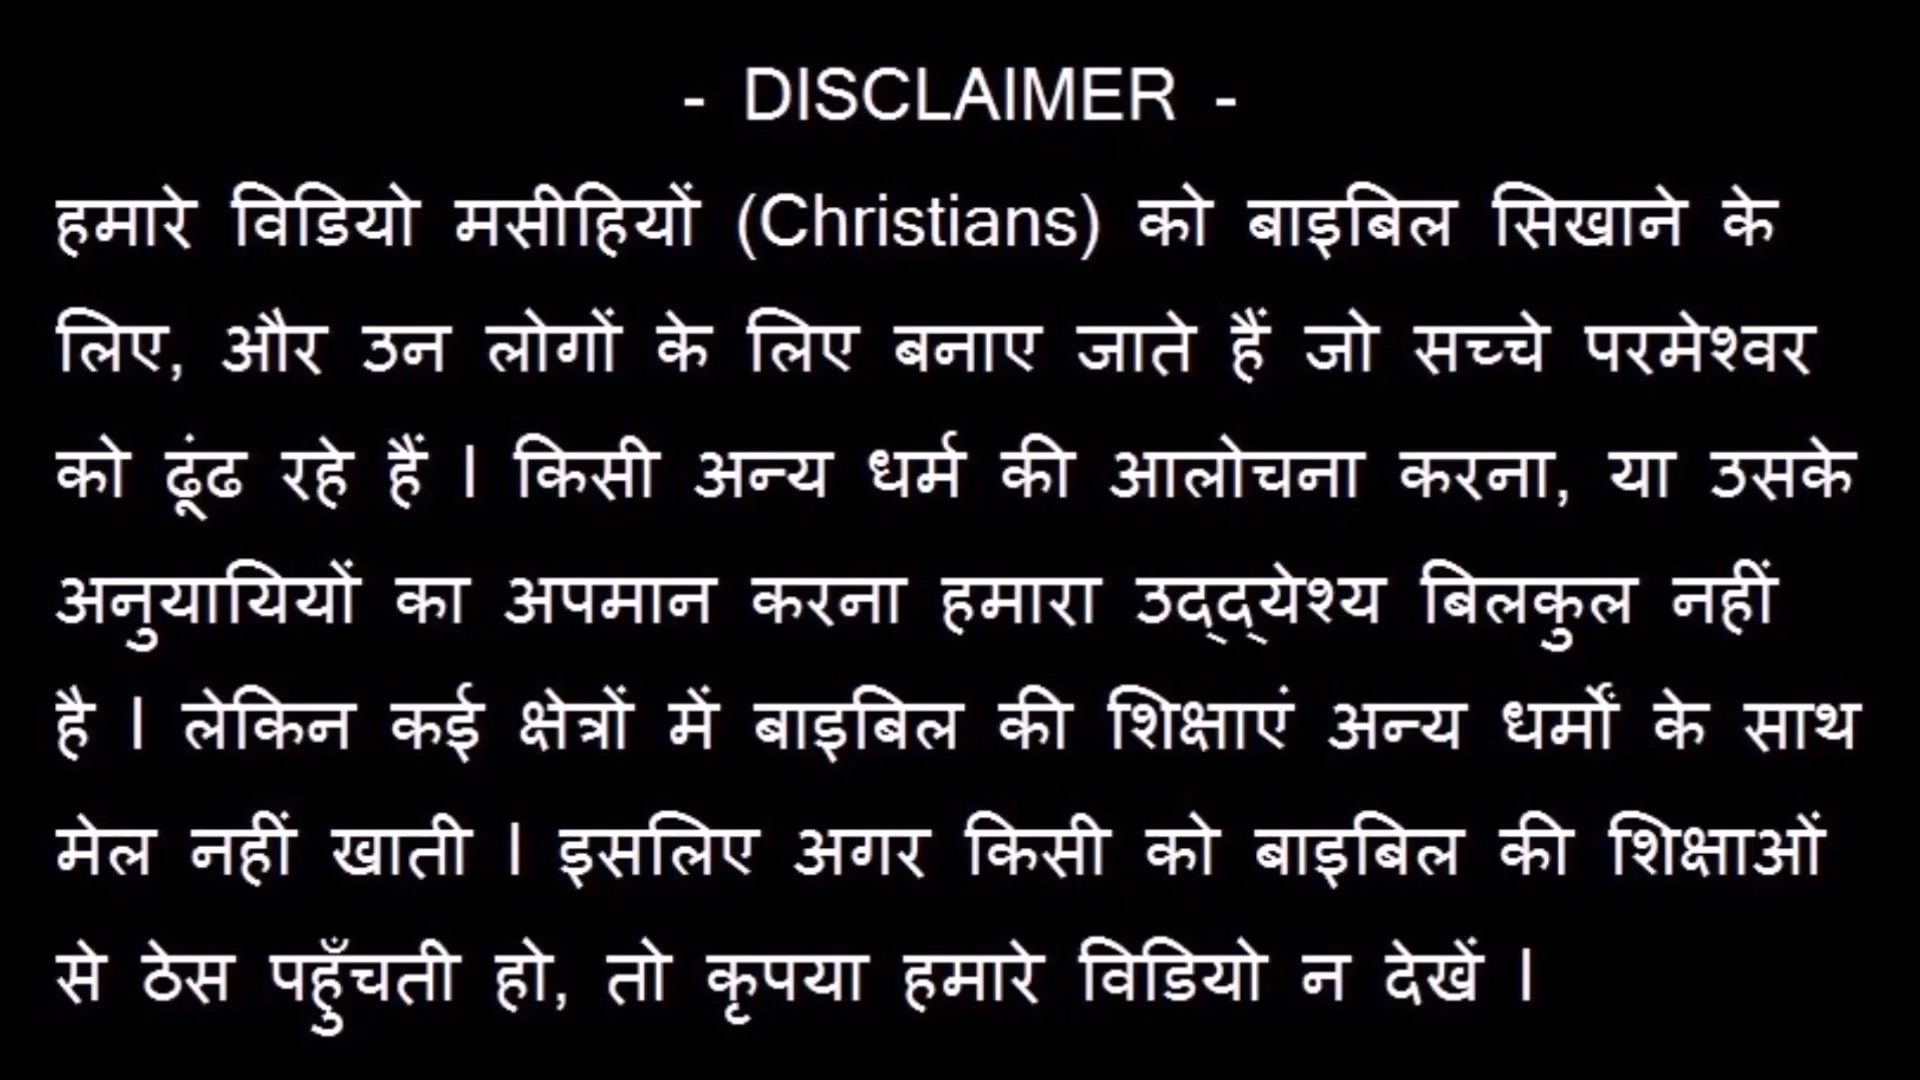 - DISCLAIMER -
हमारे विडियो मसीहियों (Christians) को बाइबिल सिखाने के
लिए, और उन लोगों के लिए बनाए जाते हैं जो सच्चे परमेश्वर
को ढूंढ रहे हैं । किसी अन्य धर्म की आलोचना करना, या उसके
अनुयायियों का अपमान करना हमारा उद्द्येश्य बिलकुल नहीं
है । लेकिन कई क्षेत्रों में बाइबिल की शिक्षाएं अन्य धर्मों के साथ
मेल नहीं खाती । इसलिए अगर किसी को बाइबिल की शिक्षाओं
से ठेस पहुँचती हो, तो कृपया हमारे विडियो न देखें ।